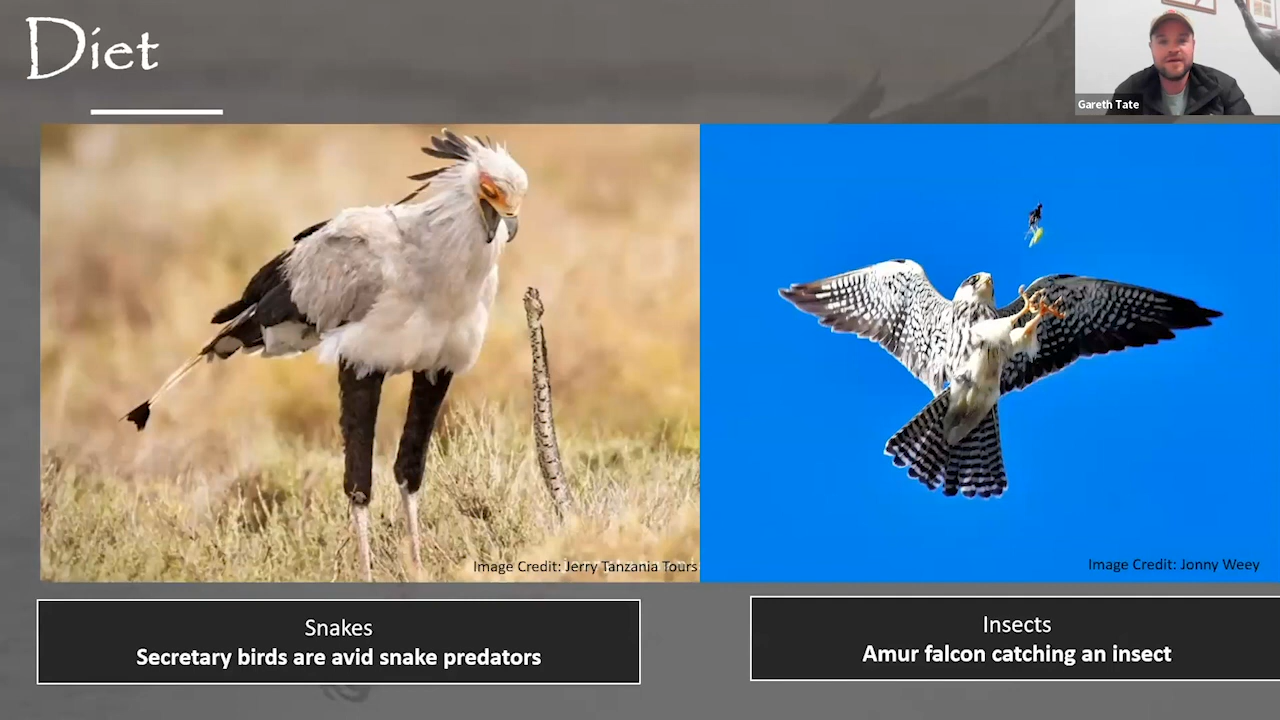 Diet
Gareth Tate
Image Credit: Jerry Tanzania Tours
Image Credit: Jonny Weey
Snakes
Secretary birds are avid snake predators
Insects
Amur falcon catching an insect